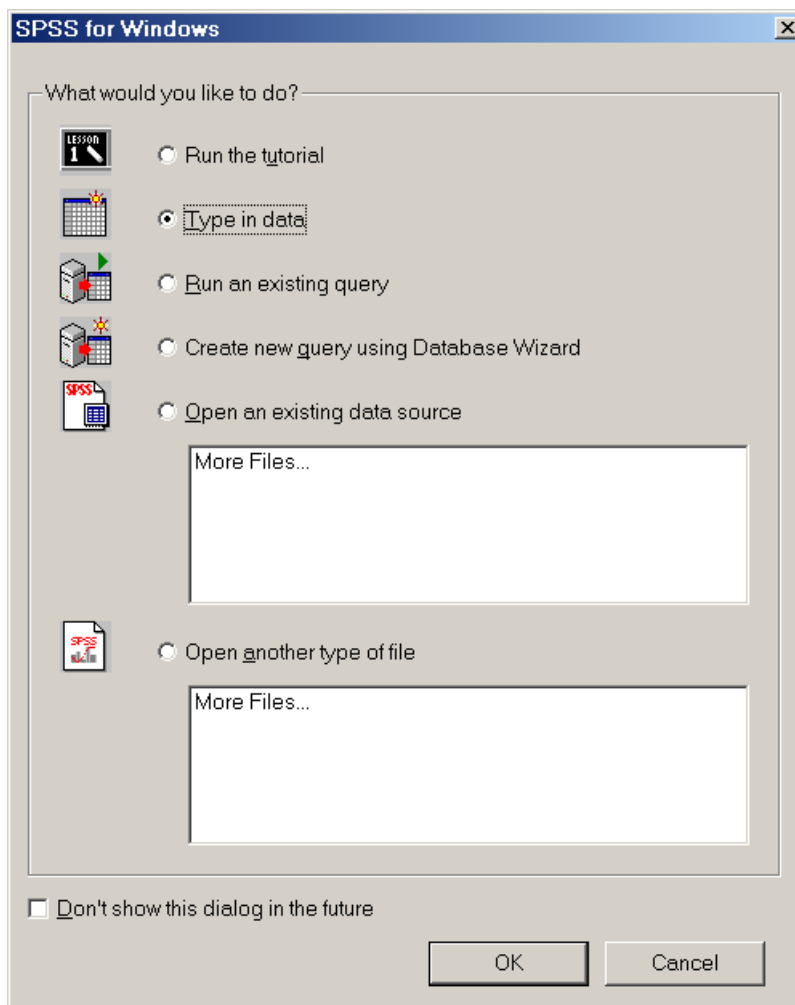 SPSS for Windows
What would you like to do?
LESSON
1
Run the tutorial
Type in data
Run an existing query
Create new query using Database Wizard
SPSS
Open an existing data source
More Files...
SPSS
Open another type of file
More Files...
Don't show this dialog in the future
OK
Cancel